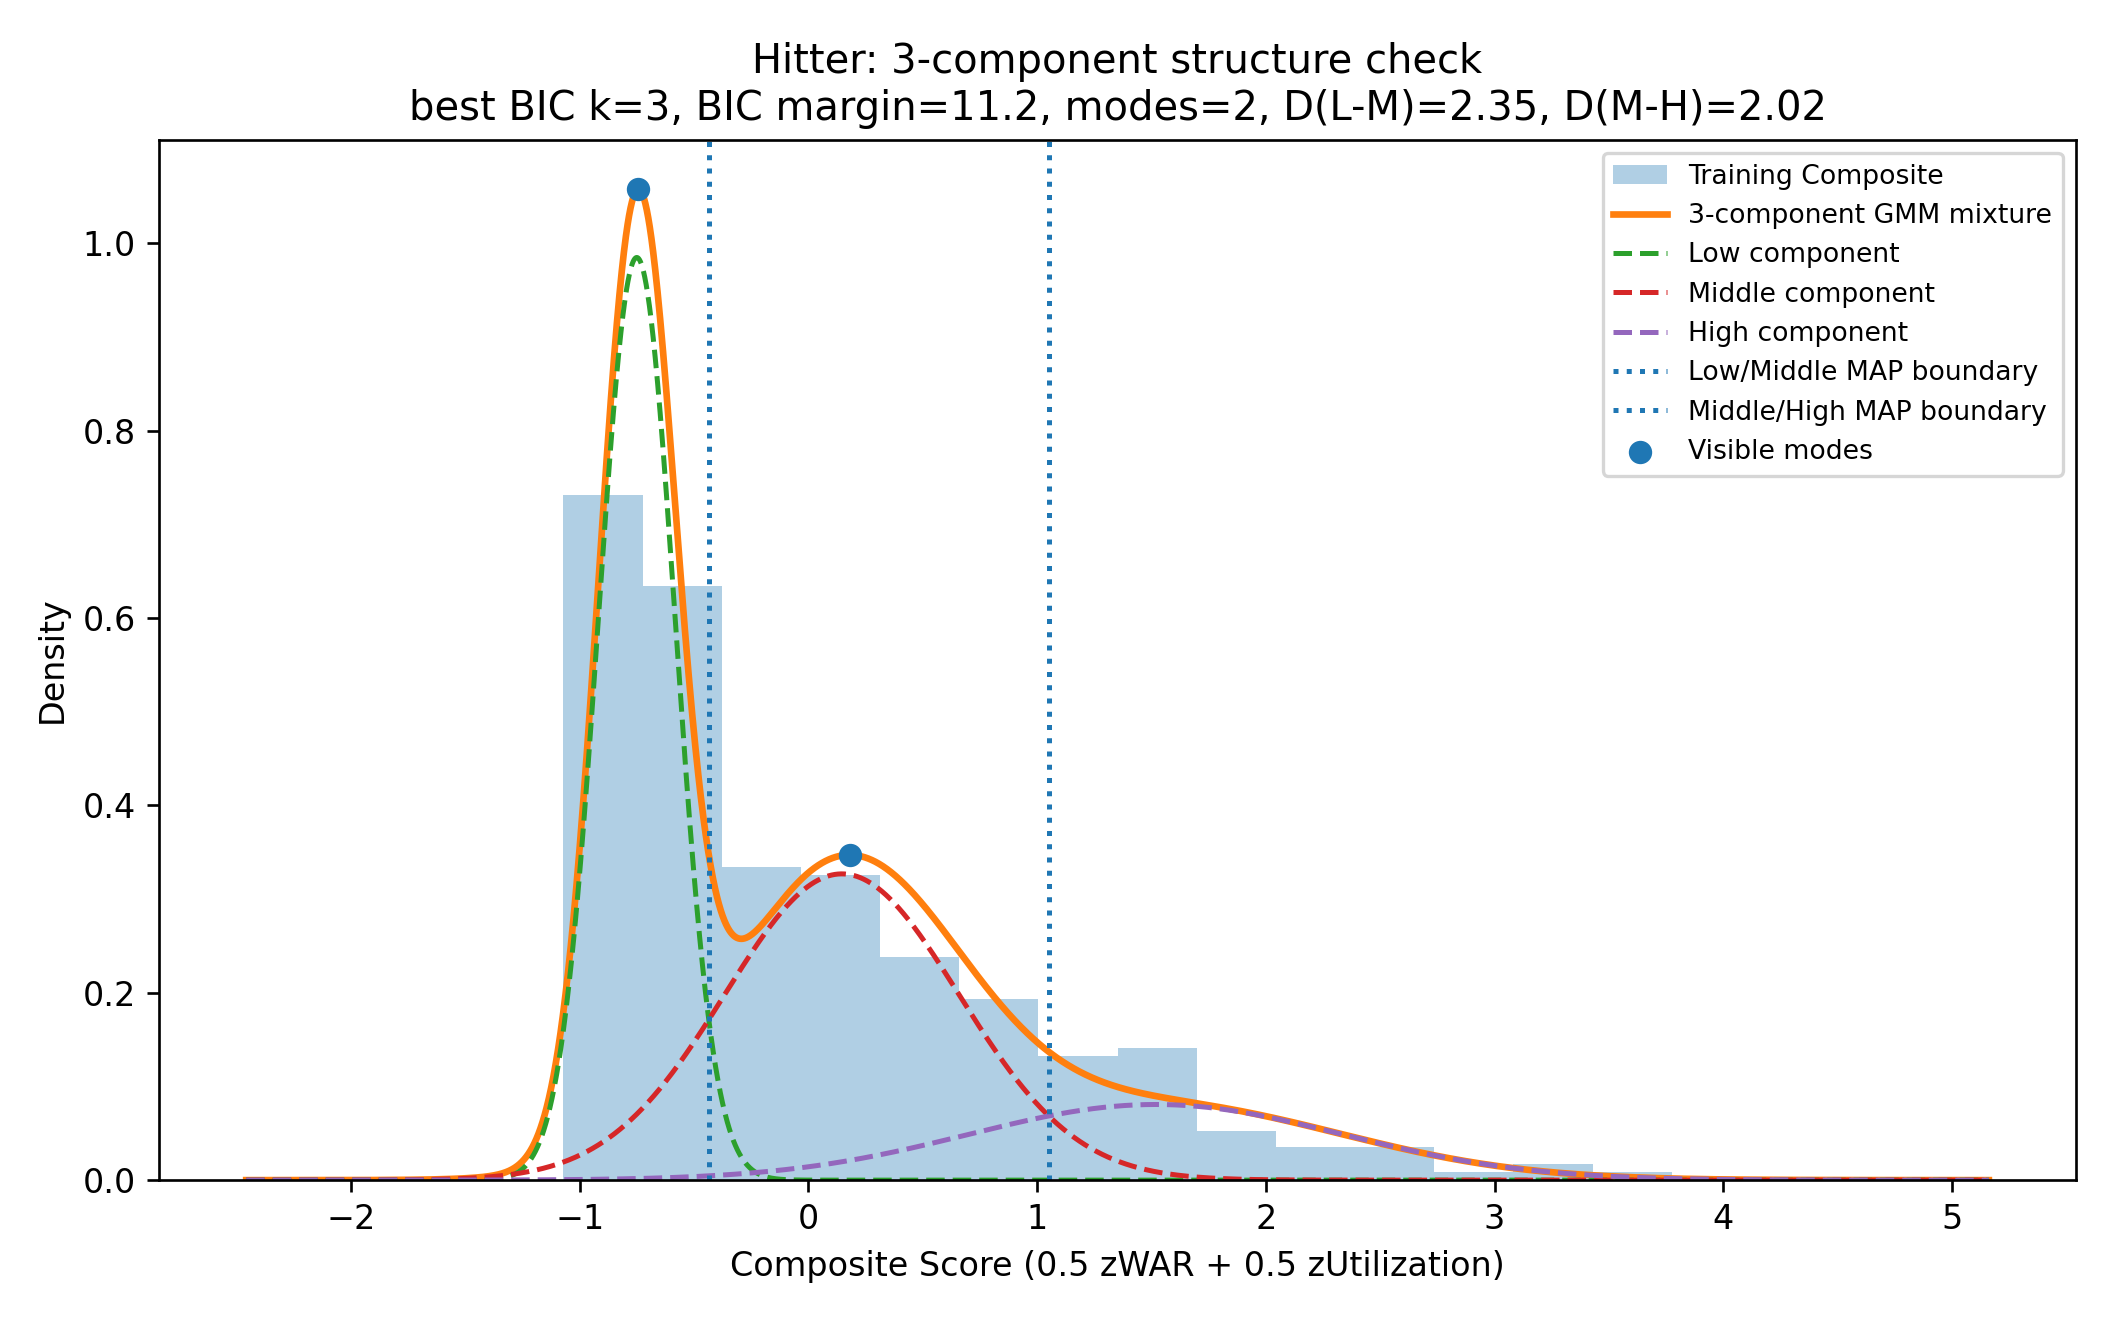 Hitter: 3-component structure check
best BIC k=3, BIC margin=11.2, modes=2, D(L-M)=2.35, D(M-H)=2.02
Training Composite
3-component GMM mixture
Low component
Middle component
High component
Low/Middle MAP boundary
Middle/High MAP boundary
Visible modes
Density
1.0
0.8
0.6
0.4
0.2
0.0
−2 −1 0 1 2 3 4 5
Composite Score (0.5 zWAR + 0.5 zUtilization)